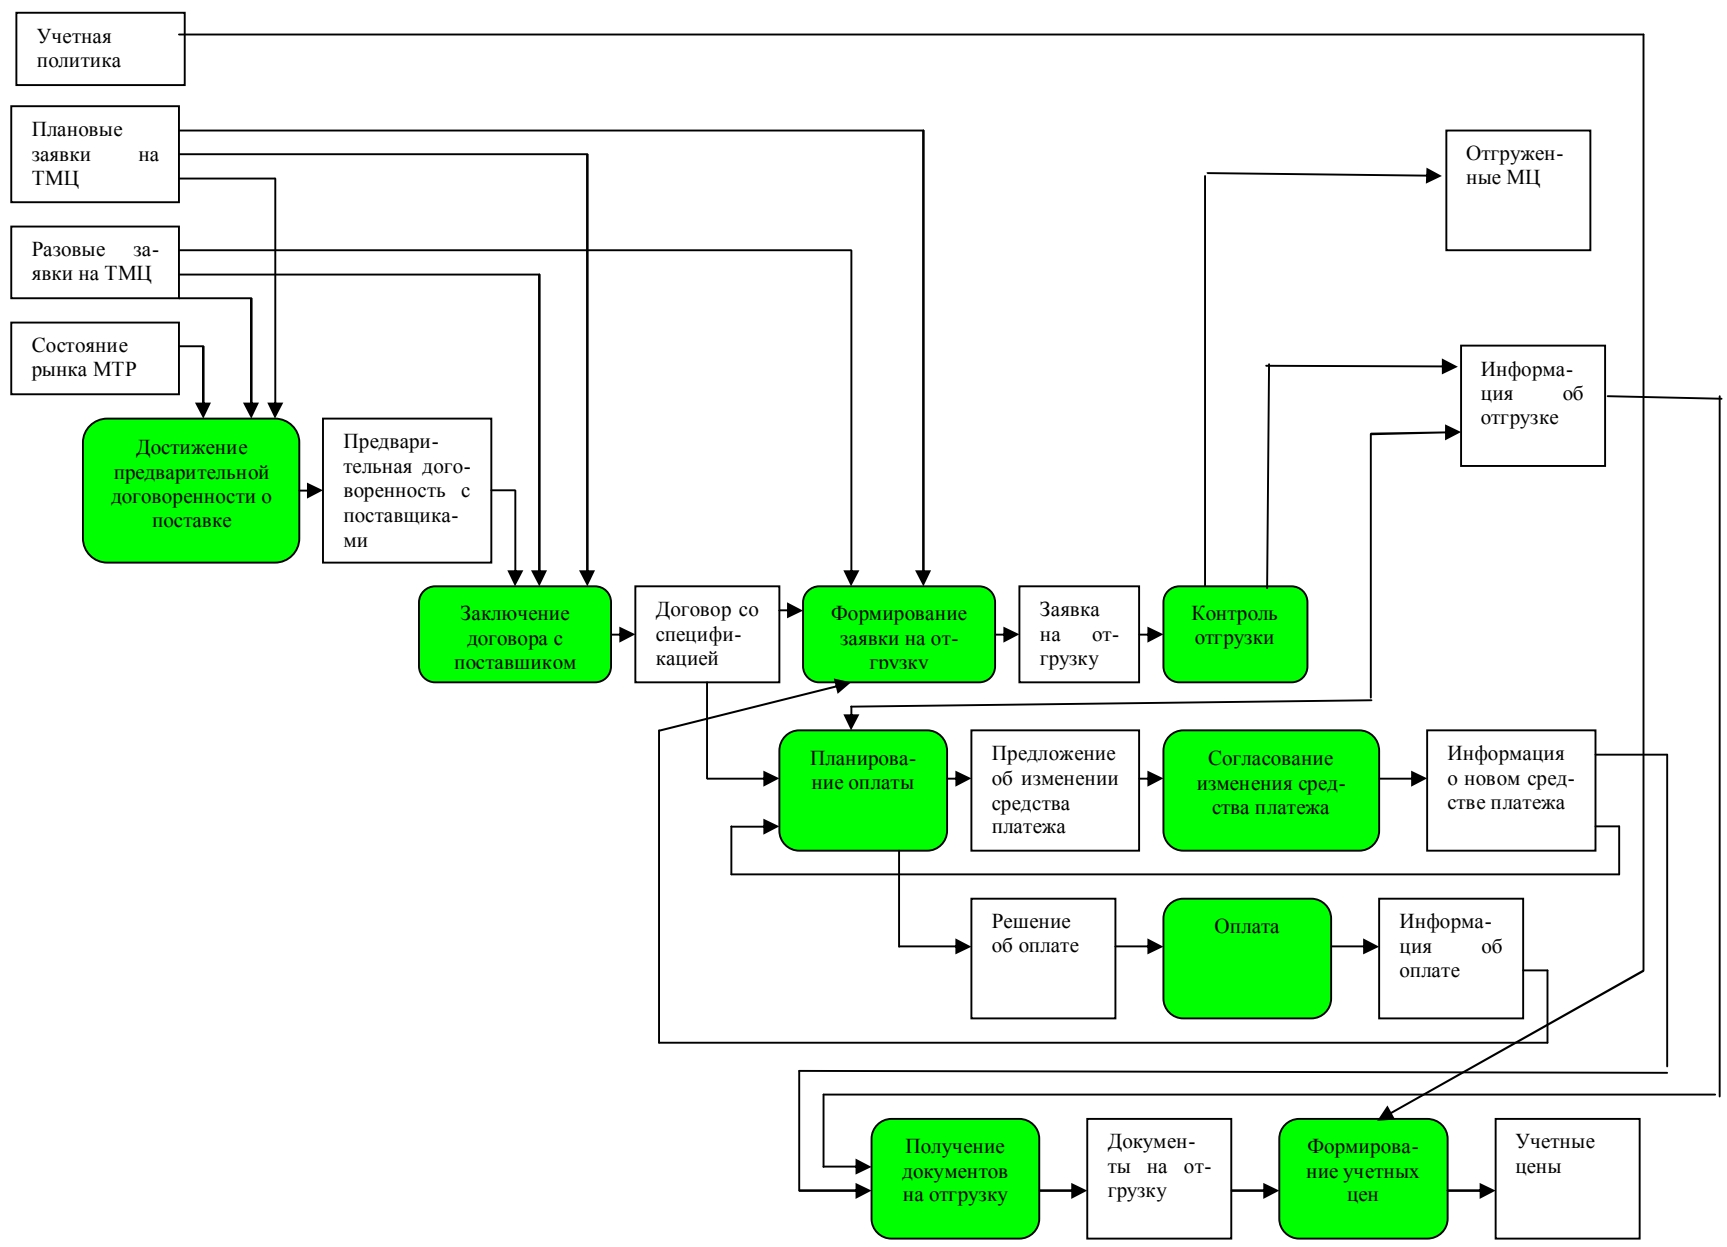 Учетная
политика
Плановые
заявки на
ТМЦ
Разовые за-
явки на ТМЦ
Состояние
рынка МТР
Отгружен-
ные МЦ
Информа-
ция об
отгрузке
Достижение
предварительной
договоренности о
поставке
Предвари-
тельная дого-
воренность с
поставщика-
ми
Заключение
договора с
поставшиком
Договор со
специфи-
кацией
Формирование
заявки на от-
грузку
Заявка
на от-
грузку
Контроль
отгрузки
Планирова-
ние оплаты
Предложение
об изменении
средства
платежа
Согласование
изменения сред-
ства платежа
Информация
о новом сред-
стве платежа
Решение
об оплате
Оплата
Информа-
ция об
оплате
Получение
документов
на отгрузку
Докумен-
ты на от-
грузку
Формирова-
ние учетных
цен
Учетные
цены